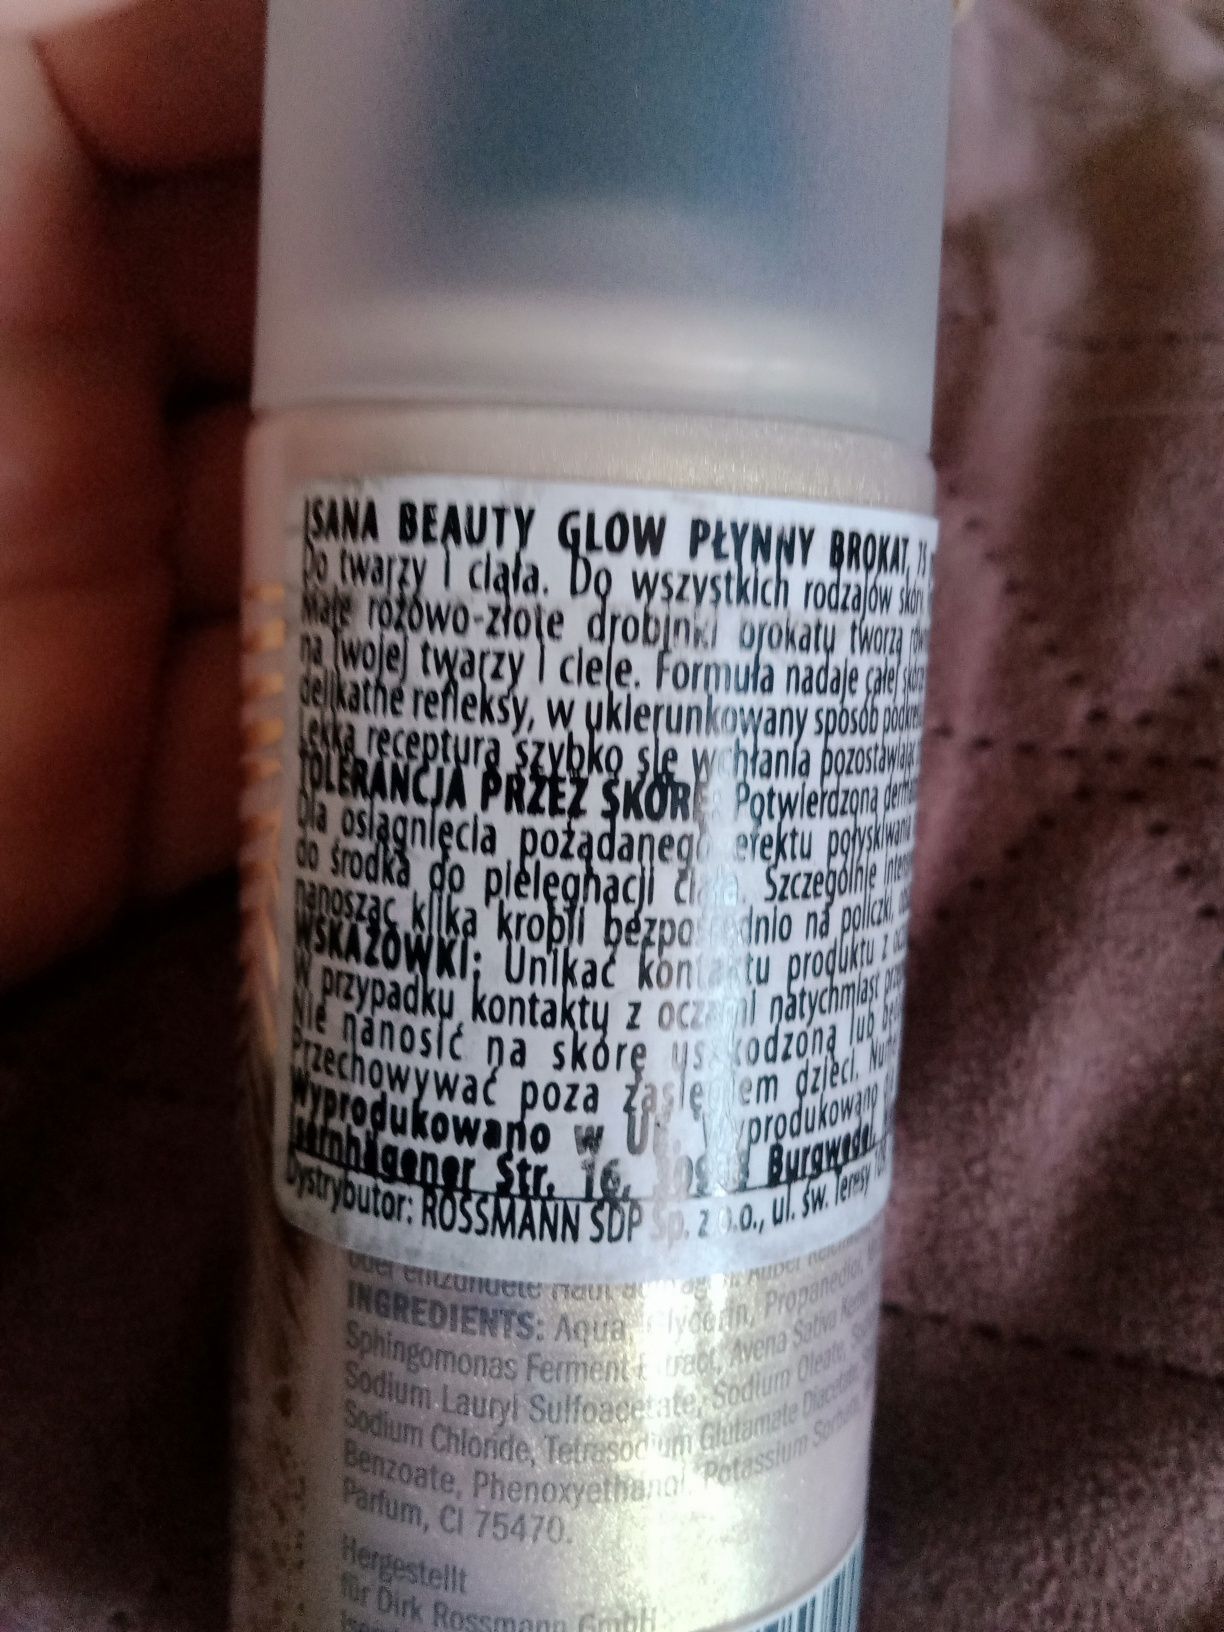 ISANA BEAUTY GLOW PŁYNNY BROKAT, 75
Do twarzy i ciała. Do wszystkich rodzajów skóry
Małe różowo-złote drobinki brokatu tworzą
na Twojej twarzy i ciele. Formuła nadaje całej
delikatne refleksy, w ukierunkowany sposób
Lekka receptura szybko się wchłania pozostawiając
TOLERANCJA PRZEZ SKÓRĘ: Potwierdzona
Dla osiągnięcia pożądanego efektu połyskiwania
do środka do pielęgnacji ciała. Szczególnie
nanosząc kilka kropli bezpośrednio na policzki,
WSKAZÓWKI: Unikać kontaktu produktu z
W przypadku kontaktu z oczami natychmiast
Nie nanosić na skórę uszkodzoną lub
Przechowywać poza zasięgiem dzieci.
Wyprodukowano w UE. Wyprodukowano
Isernhägener Str. 16, Burgwedel,
Dystrybutor: ROSSMANN SDP Sp. z o.o., ul. św. Teresy
oder entzündete Haut
INGREDIENTS: Aqua, Glycerin, Propanediol,
Sphingomonas Ferment Extract, Avena Sativa Kernel
Sodium Lauryl Sulfoacetate, Sodium Oleate,
Sodium Chloride, Tetrasodium Glutamate Diacetate,
Benzoate, Phenoxyethanol, Potassium Sorbate,
Parfum, CI 75470.
Hergestellt
für Dirk Rossmann GmbH